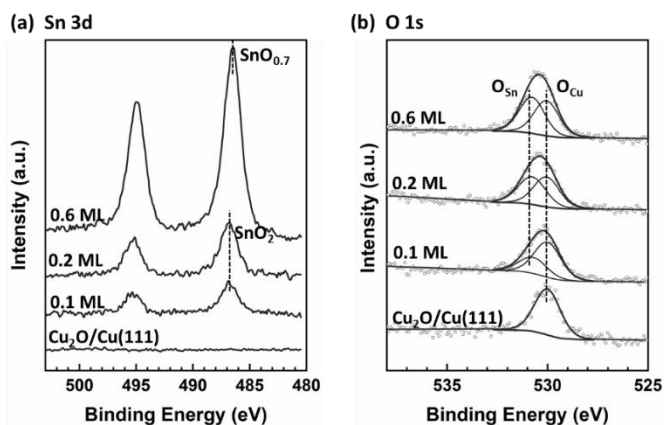 (a) Sn 3d
SnO0.7
0.6 ML
SnO2
0.2 ML
0.1 ML
Cu2O/Cu(111)
500 495 490 485 480
Binding Energy (eV)
Intensity (a.u.)
(b) O 1s
OSn OCu
0.6 ML
0.2 ML
0.1 ML
Cu2O/Cu(111)
535 530 525
Binding Energy (eV)
Intensity (a.u.)